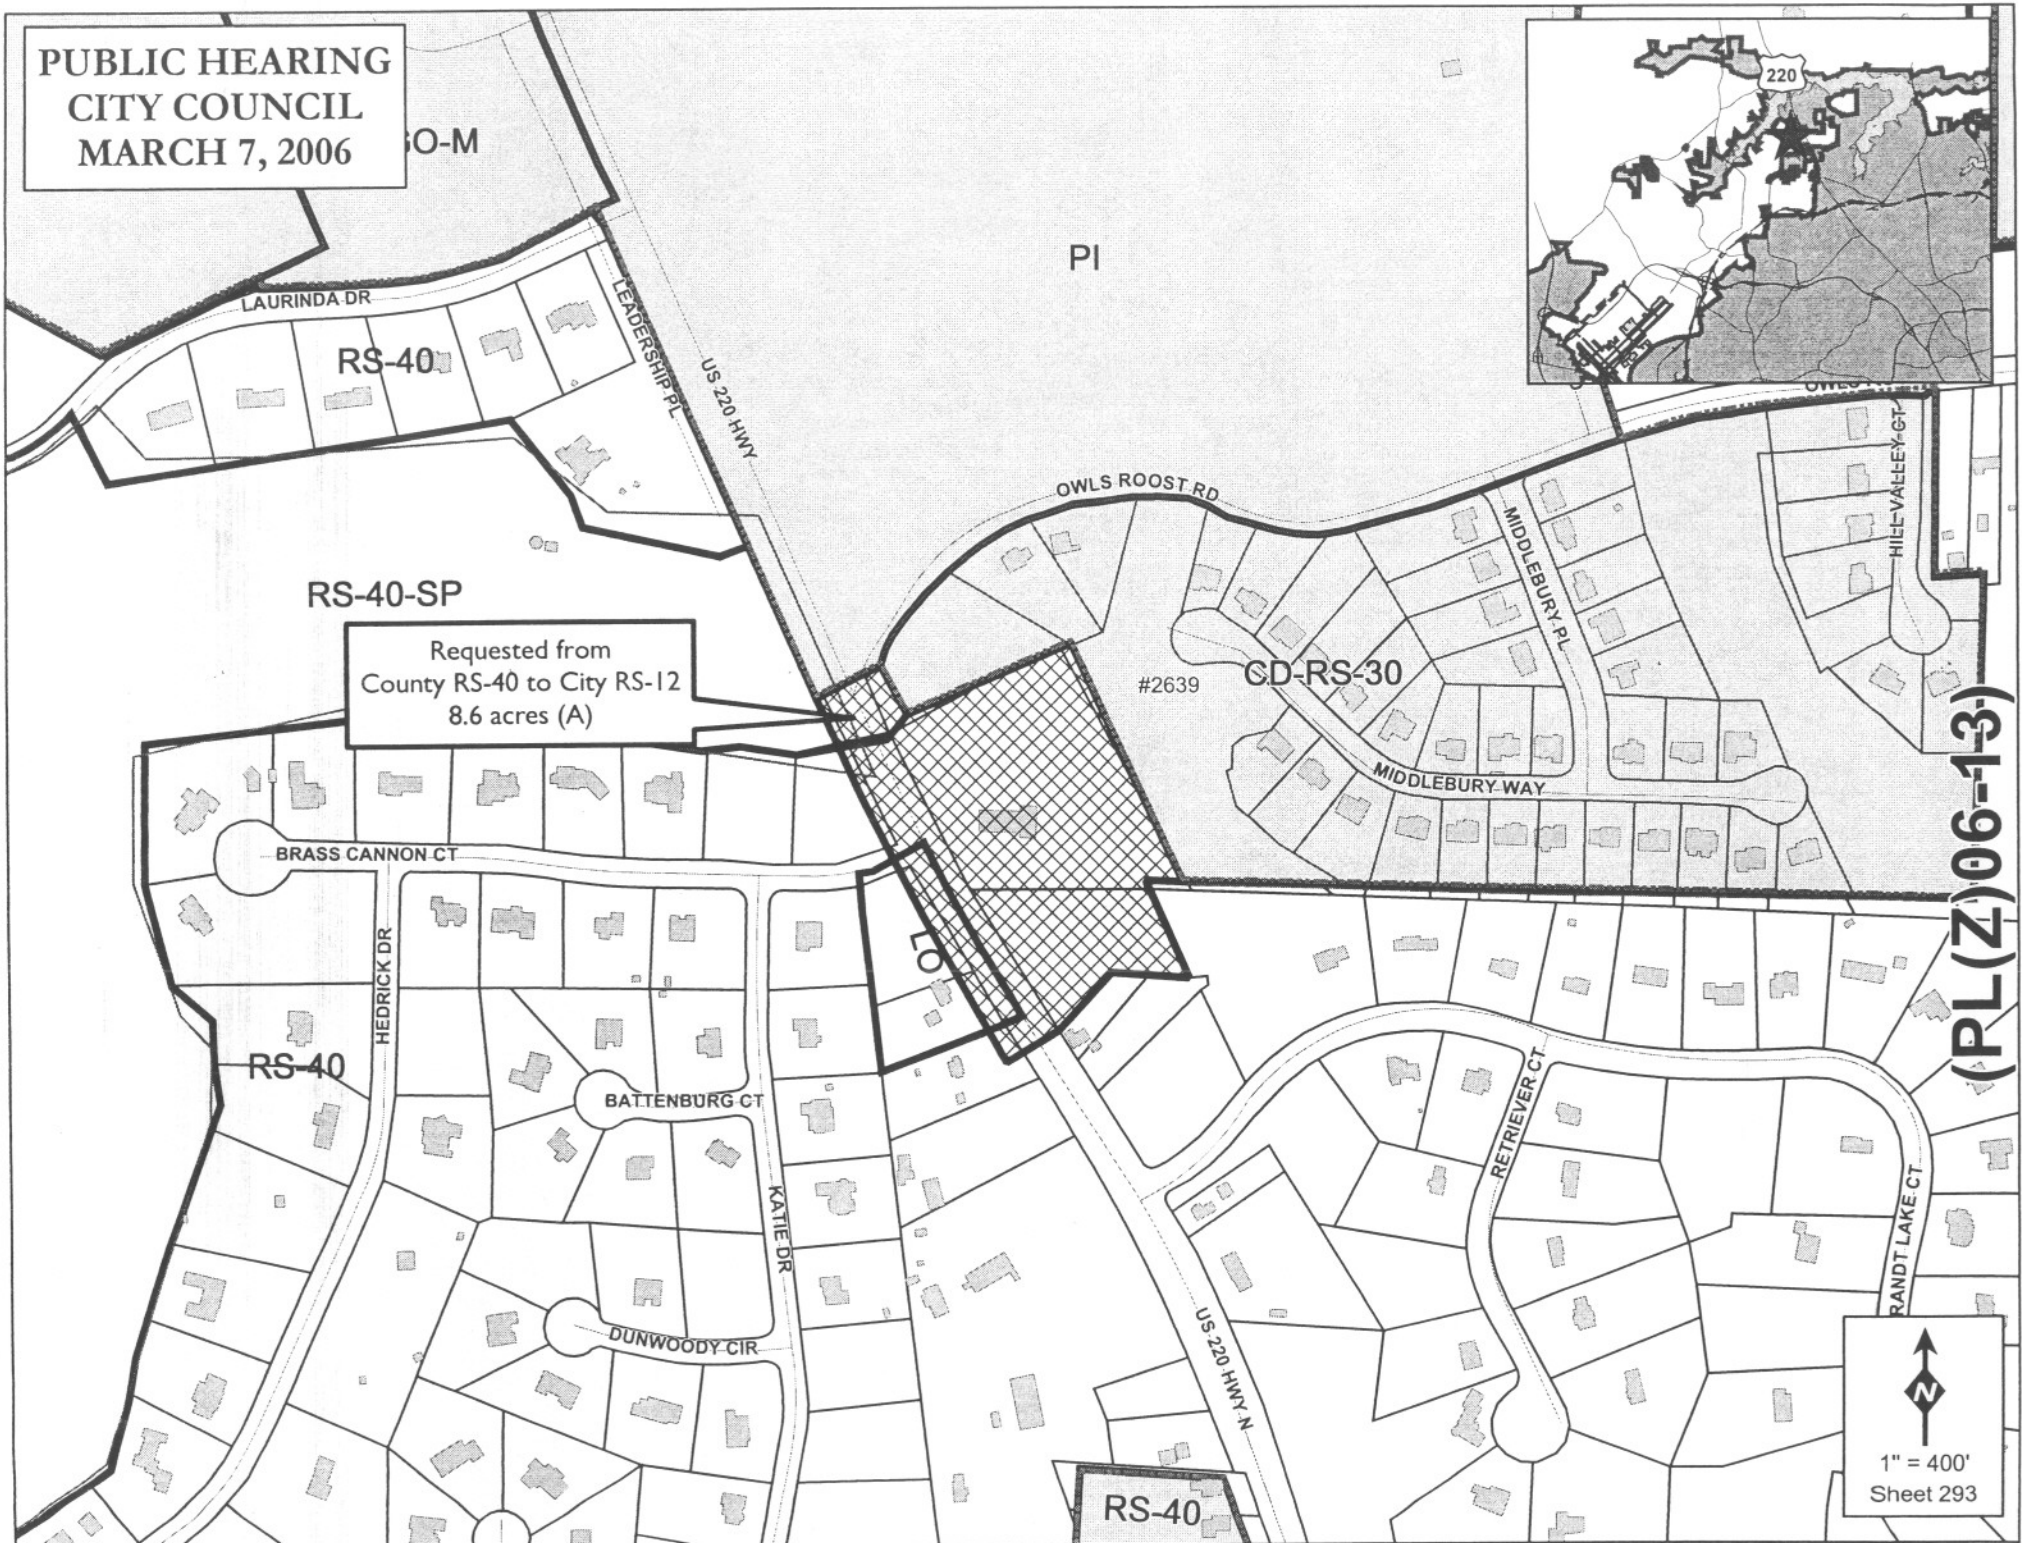 PUBLIC HEARING
CITY COUNCIL
MARCH 7, 2006
GO-M
220
PI
LAURINDA DR
RS-40
LEADERSHIP PL
US 220 HWY
OWLS ROOST RD
MIDDLEBURY PL
HILL VALLEY CT
RS-40-SP
Requested from
County RS-40 to City RS-12
8.6 acres (A)
#2639
CD-RS-30
MIDDLEBURY WAY
BRASS CANNON CT
HEDRICK DR
LO
RS-40
BATTENBURG CT
KATIE DR
DUNWOODY CIR
RETRIEVER CT
RANDT LAKE CT
US 220 HWY N
RS-40
(PL(Z)06-13)
N
1" = 400'
Sheet 293